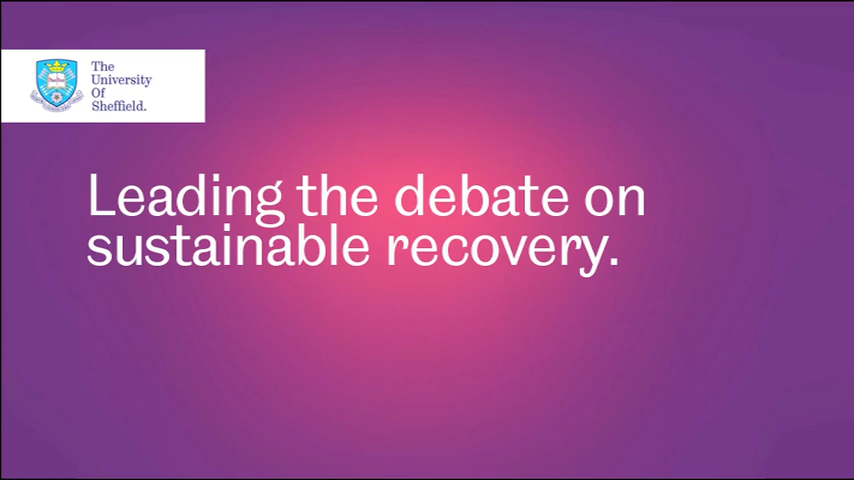 The
University
Of
Sheffield.
Leading the debate on
sustainable recovery.